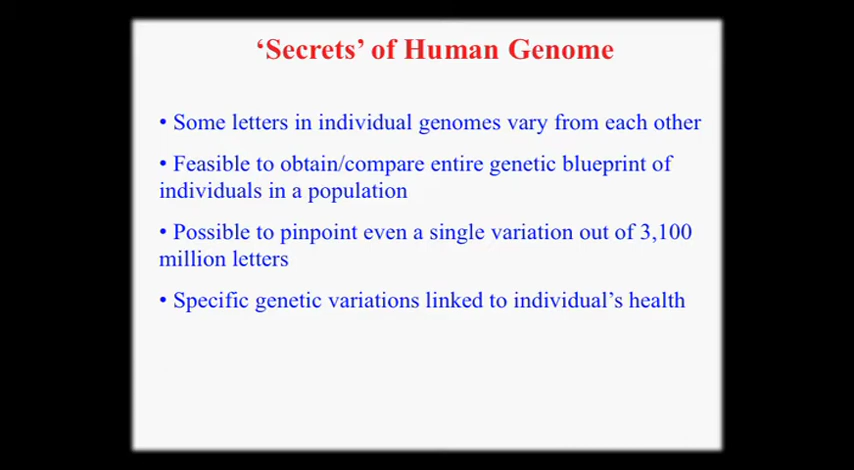 ‘Secrets’ of Human Genome
• Some letters in individual genomes vary from each other
• Feasible to obtain/compare entire genetic blueprint of
individuals in a population
• Possible to pinpoint even a single variation out of 3,100
million letters
• Specific genetic variations linked to individual’s health